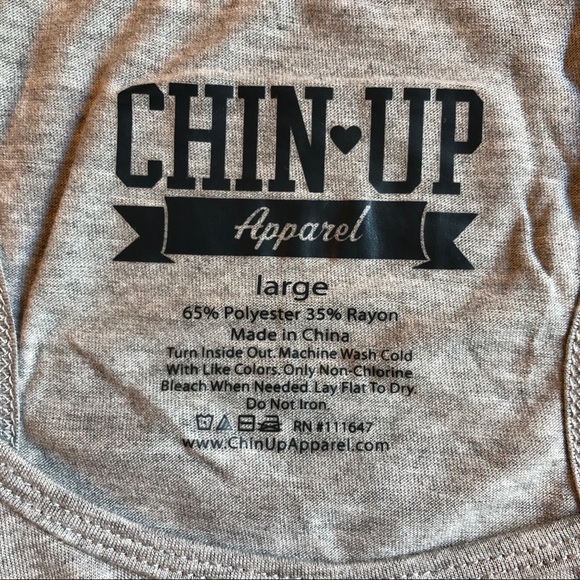 CHIN♥UP
Apparel
large
65% Polyester 35% Rayon
Made in China
Turn Inside Out. Machine Wash Cold
With Like Colors. Only Non-Chlorine
Bleach When Needed. Lay Flat To Dry.
Do Not Iron.
RN #111647
www.ChinUpApparel.com